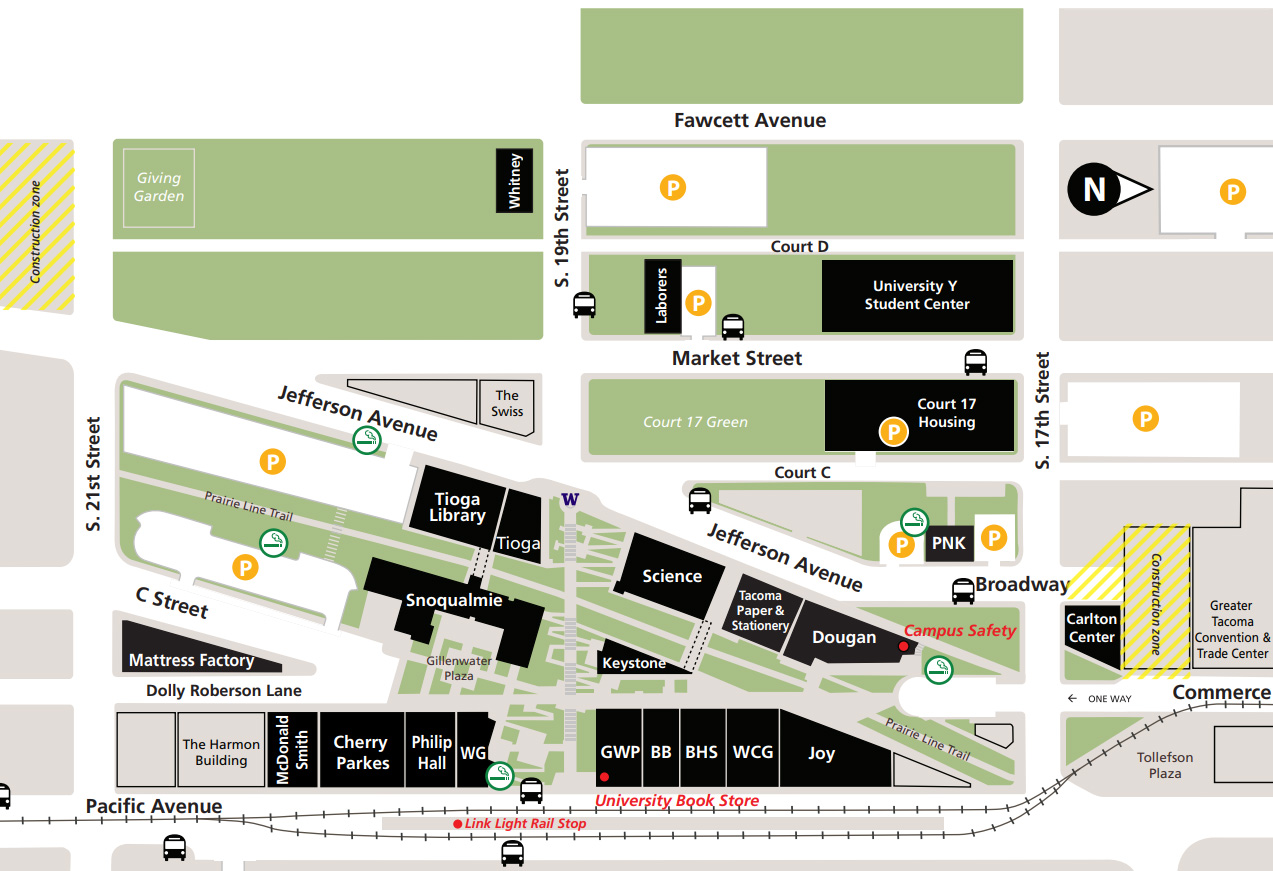 Fawcett Avenue
Giving
Garden
Whitney
Construction zone
S. 19th Street
P
N
P
Court D
Laborers
P
University Y
Student Center
Market Street
S. 17th Street
Jefferson Avenue
The
Swiss
Court 17 Green
Court 17
Housing
P
P
Court C
S. 21st Street
P
Prairie Line Trail
P
Tioga
Library
Tioga
W
Jefferson Avenue
P
PNK
P
Broadway
C Street
Snoqualmie
Science
Tacoma
Paper &
Stationery
Dougan
Campus Safety
Carlton
Center
Construction zone
Greater
Tacoma
Convention &
Trade Center
Mattress Factory
Gillenwater
Plaza
Keystone
Dolly Roberson Lane
← ONE WAY
Commerce
The Harmon
Building
McDonald
Smith
Cherry
Parkes
Philip
Hall
WG
GWP
BB
BHS
WCG
Joy
Prairie Line Trail
Tollefson
Plaza
Pacific Avenue
University Book Store
Link Light Rail Stop